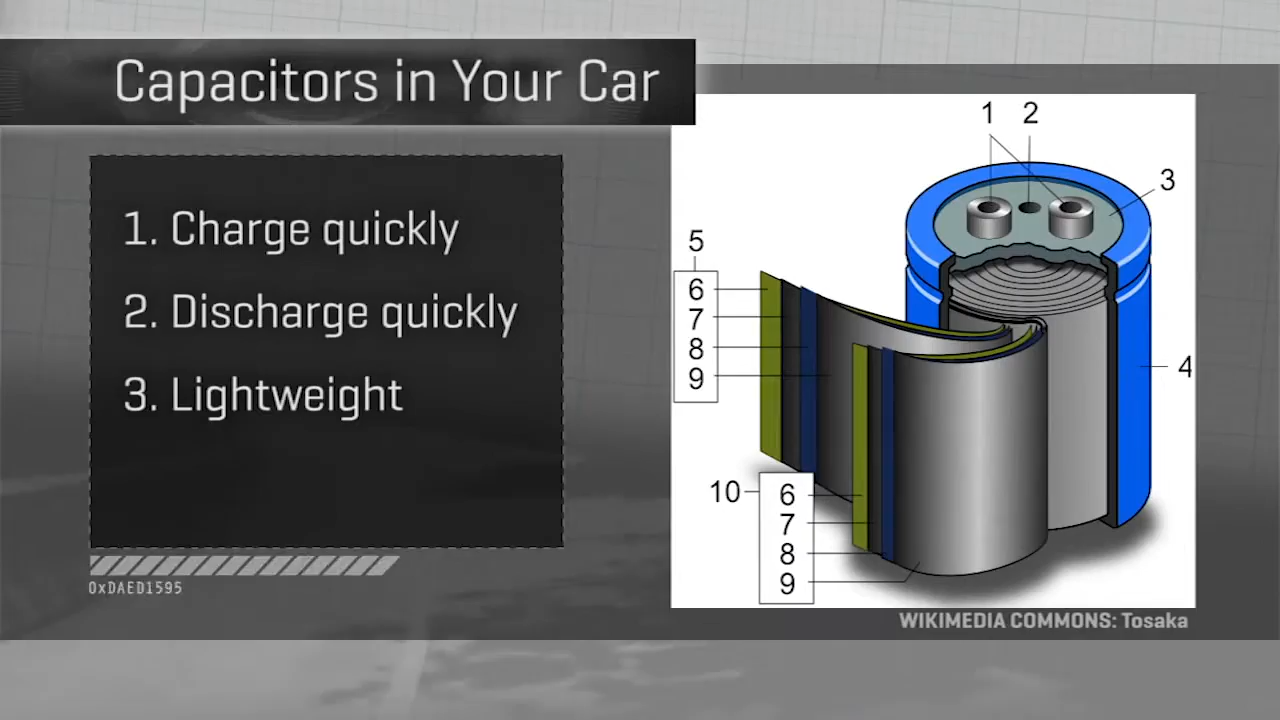 Capacitors in Your Car
1. Charge quickly
2. Discharge quickly
3. Lightweight
0xDAED1595
1 2
3
5
6
7
8
9
4
10
6
7
8
9
WIKIMEDIA COMMONS: Tosaka